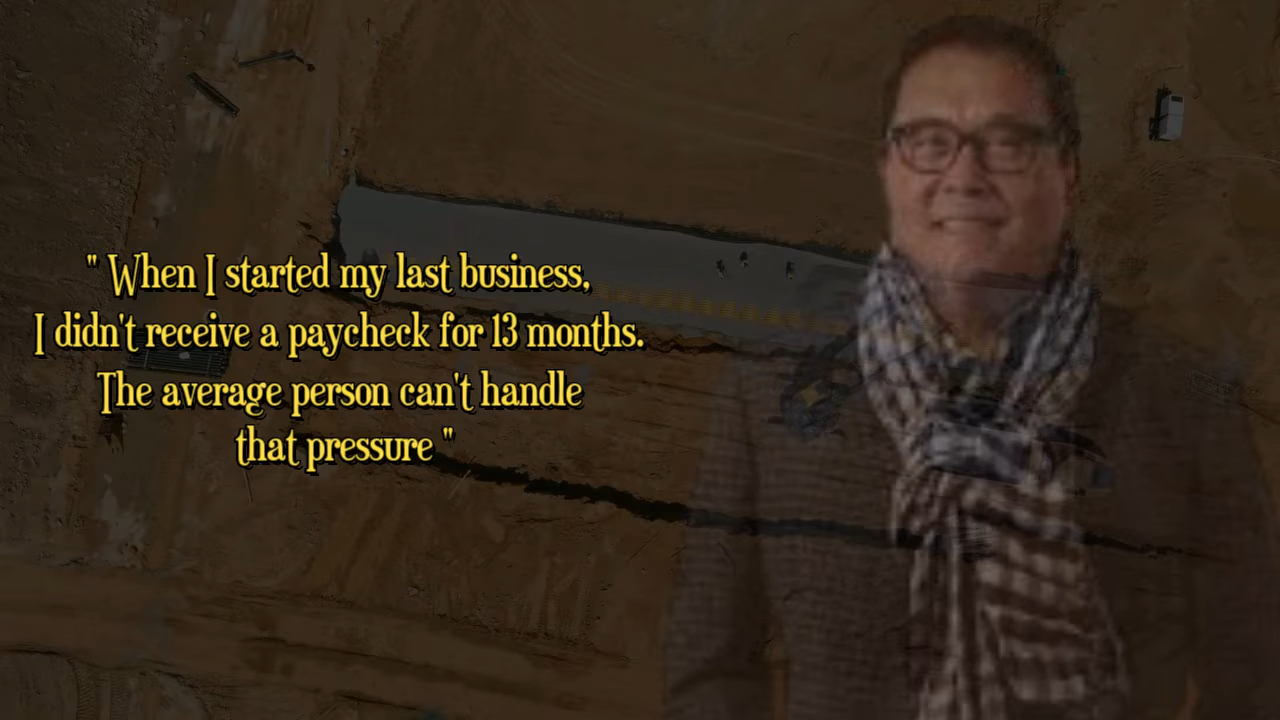 " When I started my last business,
I didn't receive a paycheck for 13 months.
The average person can't handle
that pressure "